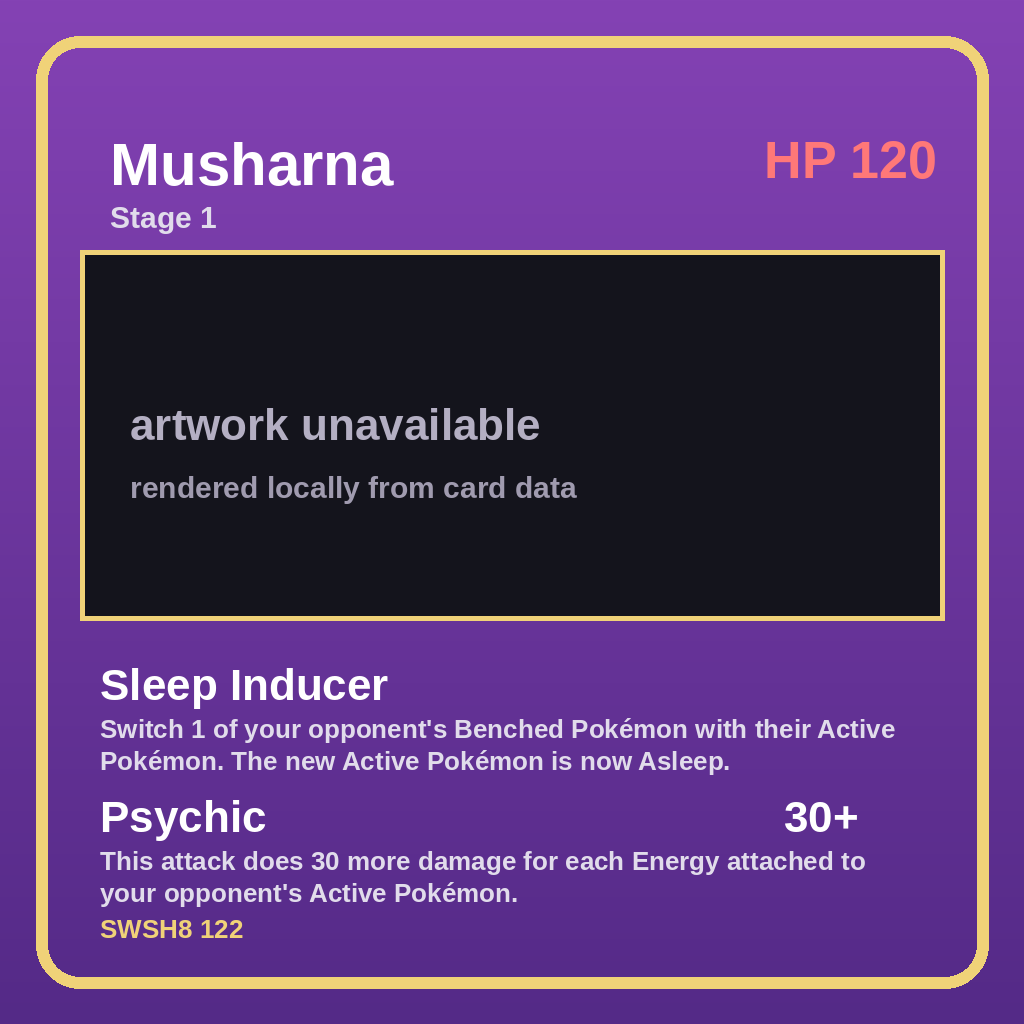 Musharna
HP 120
Stage 1
artwork unavailable
rendered locally from card data
Sleep Inducer
Switch 1 of your opponent's Benched Pokémon with their Active
Pokémon. The new Active Pokémon is now Asleep.
Psychic
30+
This attack does 30 more damage for each Energy attached to
your opponent's Active Pokémon.
SWSH8 122